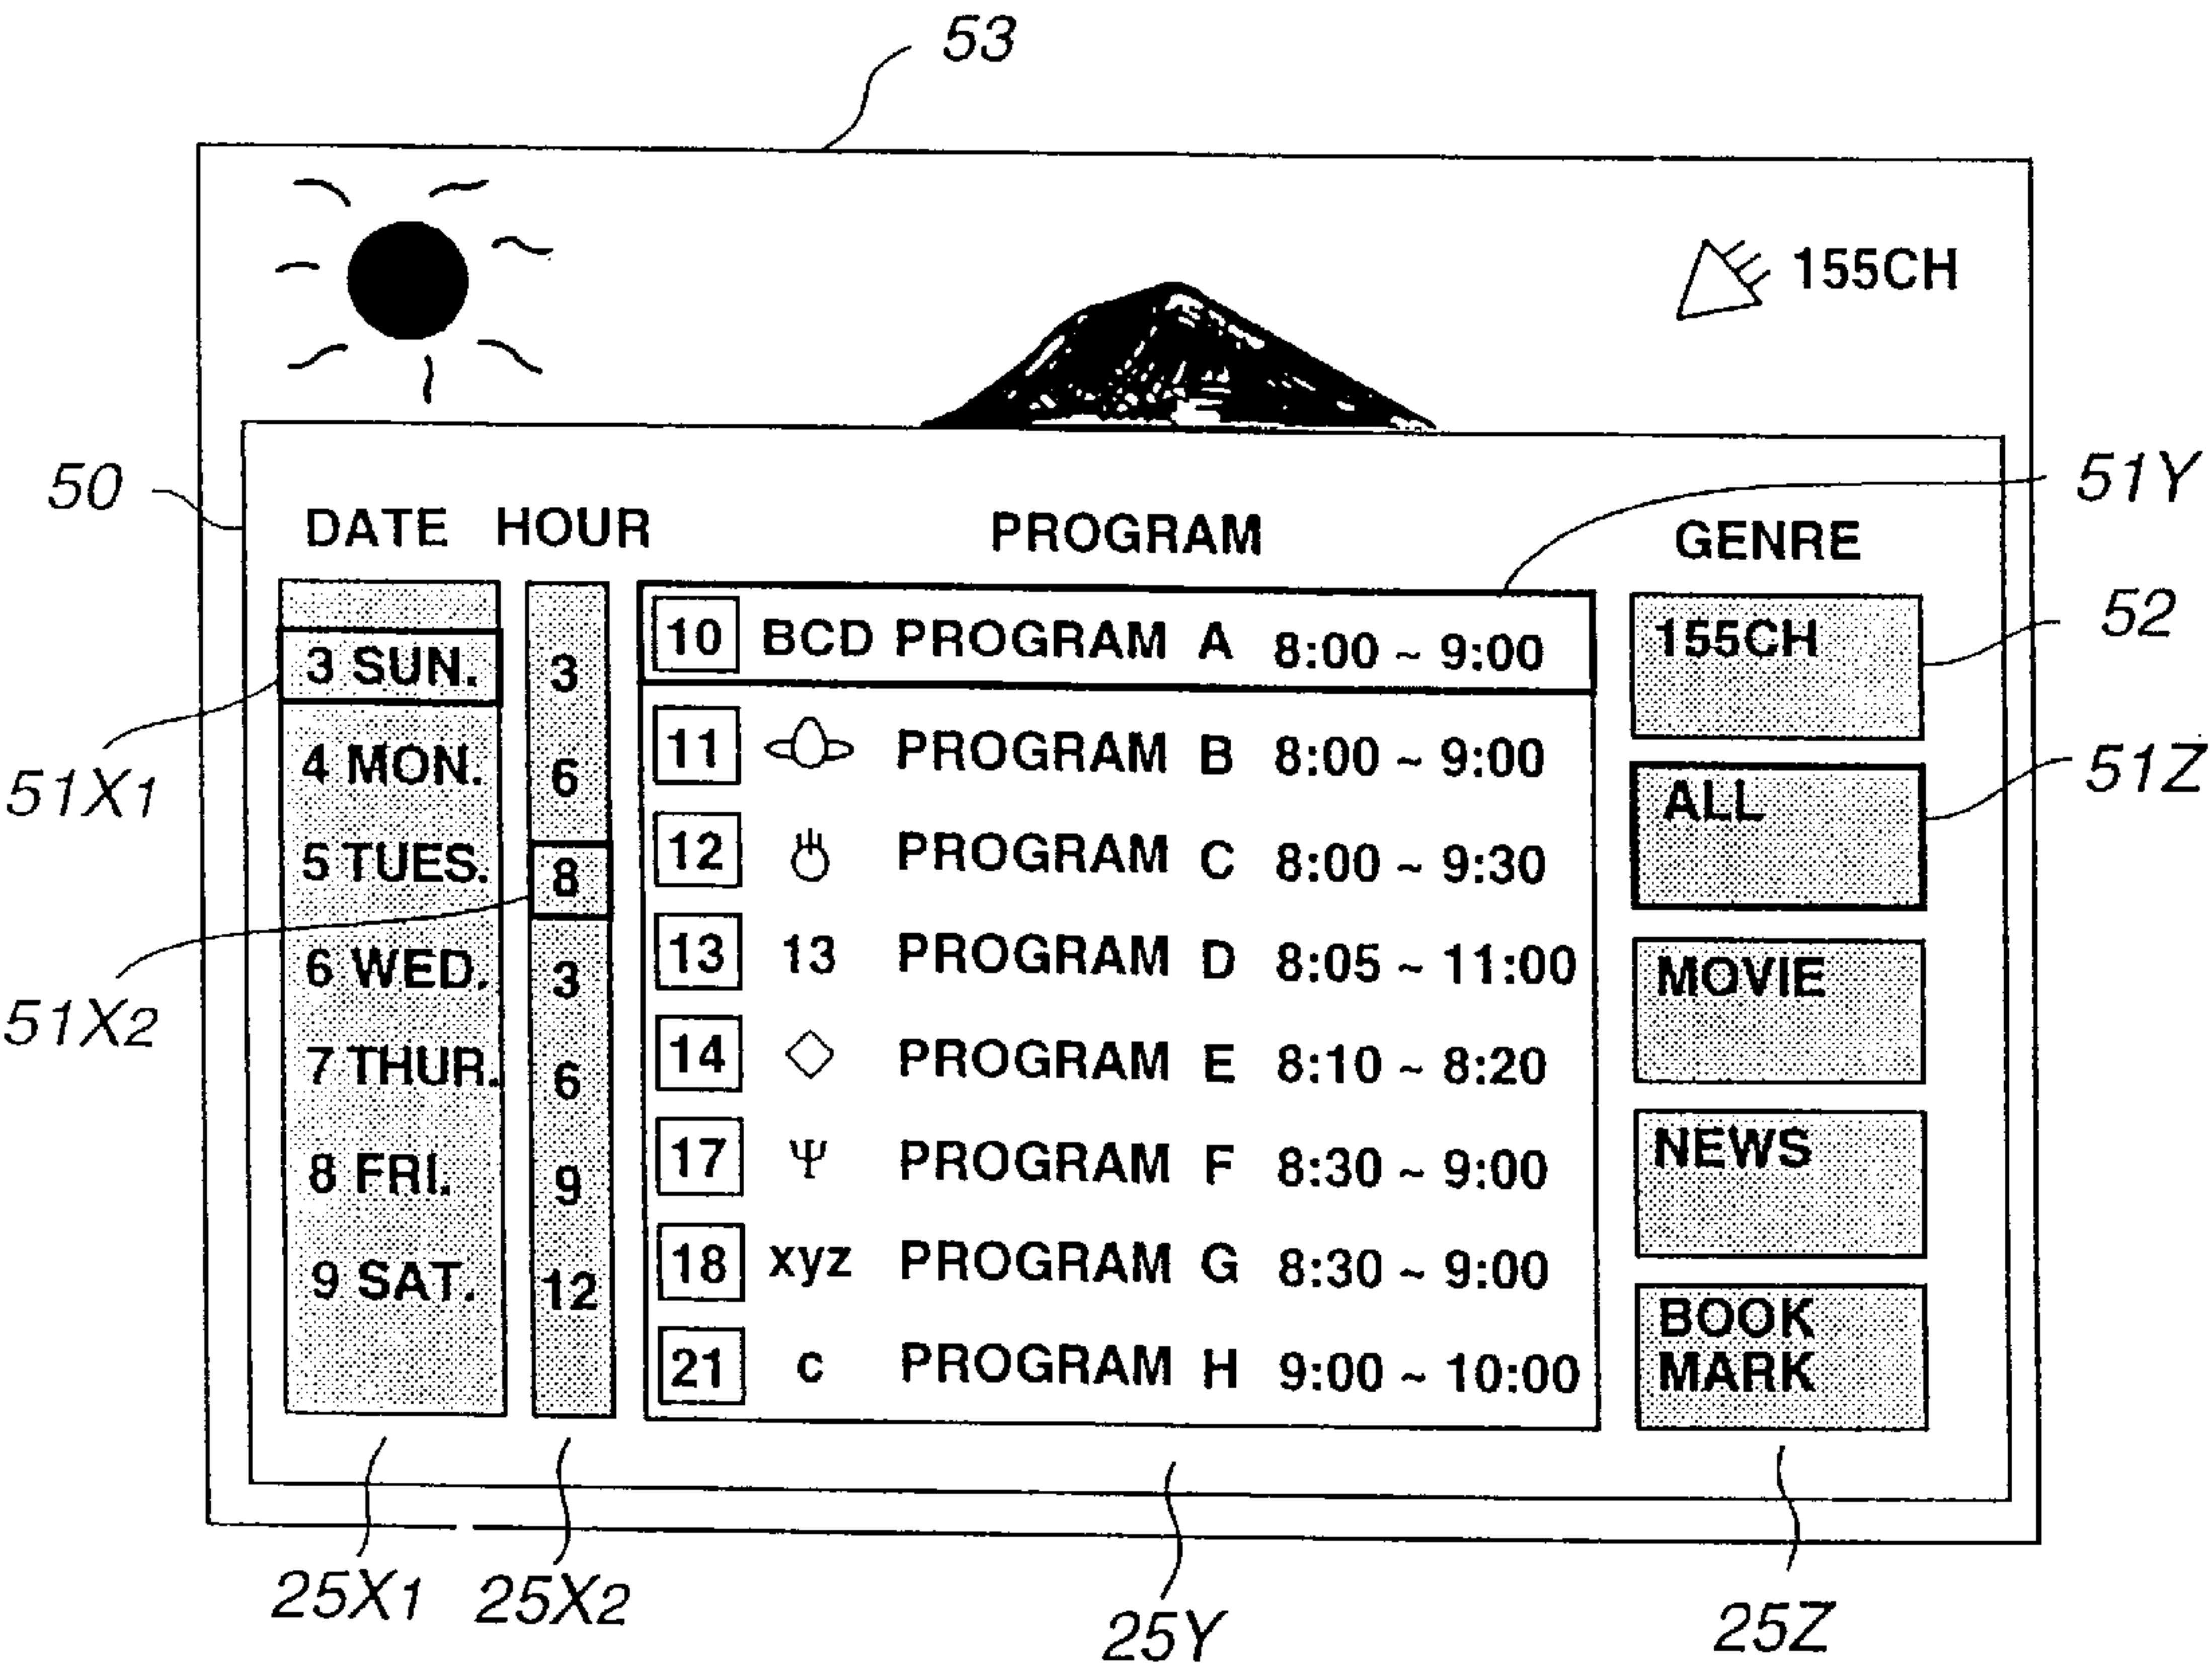 53
155CH
50
51Y
DATE HOUR PROGRAM GENRE
52
51Z
51X1
51X2
3 SUN.
4 MON.
5 TUES.
6 WED.
7 THUR.
8 FRI.
9 SAT.
3
6
8
3
6
9
12
10 BCD PROGRAM A 8:00 ~ 9:00
11 PROGRAM B 8:00 ~ 9:00
12 PROGRAM C 8:00 ~ 9:30
13 13 PROGRAM D 8:05 ~ 11:00
14 PROGRAM E 8:10 ~ 8:20
17 Ψ PROGRAM F 8:30 ~ 9:00
18 xyz PROGRAM G 8:30 ~ 9:00
21 c PROGRAM H 9:00 ~ 10:00
155CH
ALL
MOVIE
NEWS
BOOK
MARK
25X1 25X2 25Y 25Z